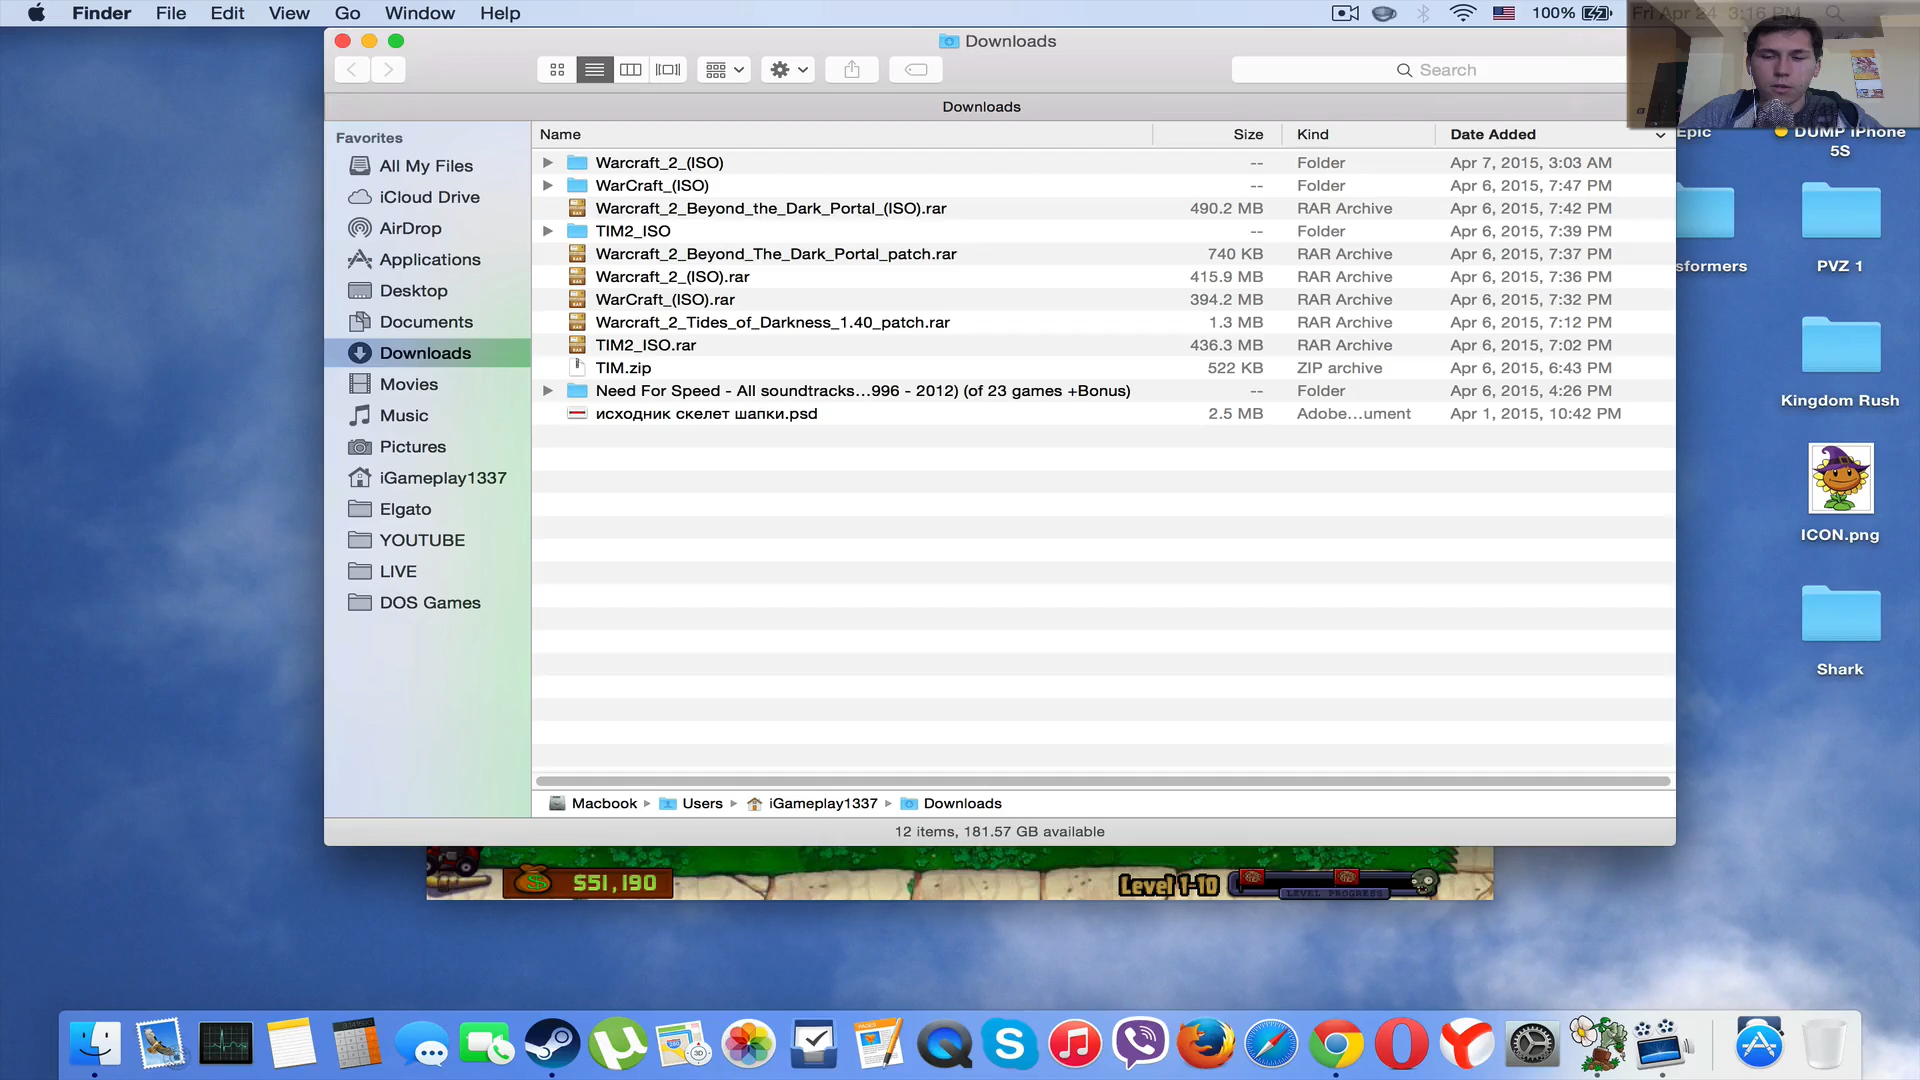 Finder File Edit View Go Window Help 100% Fri Apr 24 3:16 PM
Downloads
Search
Downloads
Favorites
All My Files
iCloud Drive
AirDrop
Applications
Desktop
Documents
Downloads
Movies
Music
Pictures
iGameplay1337
Elgato
YOUTUBE
LIVE
DOS Games
Name Size Kind Date Added
Warcraft_2_(ISO) -- Folder Apr 7, 2015, 3:03 AM
WarCraft_(ISO) -- Folder Apr 6, 2015, 7:47 PM
Warcraft_2_Beyond_the_Dark_Portal_(ISO).rar 490.2 MB RAR Archive Apr 6, 2015, 7:42 PM
TIM2_ISO -- Folder Apr 6, 2015, 7:39 PM
Warcraft_2_Beyond_The_Dark_Portal_patch.rar 740 KB RAR Archive Apr 6, 2015, 7:37 PM
Warcraft_2_(ISO).rar 415.9 MB RAR Archive Apr 6, 2015, 7:36 PM
WarCraft_(ISO).rar 394.2 MB RAR Archive Apr 6, 2015, 7:32 PM
Warcraft_2_Tides_of_Darkness_1.40_patch.rar 1.3 MB RAR Archive Apr 6, 2015, 7:12 PM
TIM2_ISO.rar 436.3 MB RAR Archive Apr 6, 2015, 7:02 PM
TIM.zip 522 KB ZIP archive Apr 6, 2015, 6:43 PM
Need For Speed - All soundtracks...996 - 2012) (of 23 games +Bonus) -- Folder Apr 6, 2015, 4:26 PM
исходник скелет шапки.psd 2.5 MB Adobe...ument Apr 1, 2015, 10:42 PM
Macbook Users iGameplay1337 Downloads
12 items, 181.57 GB available
Epic
DUMP iPhone
5S
sformers
PVZ 1
Kingdom Rush
ICON.png
Shark
$51,190
Level 1-10
LEVEL PROGRESS